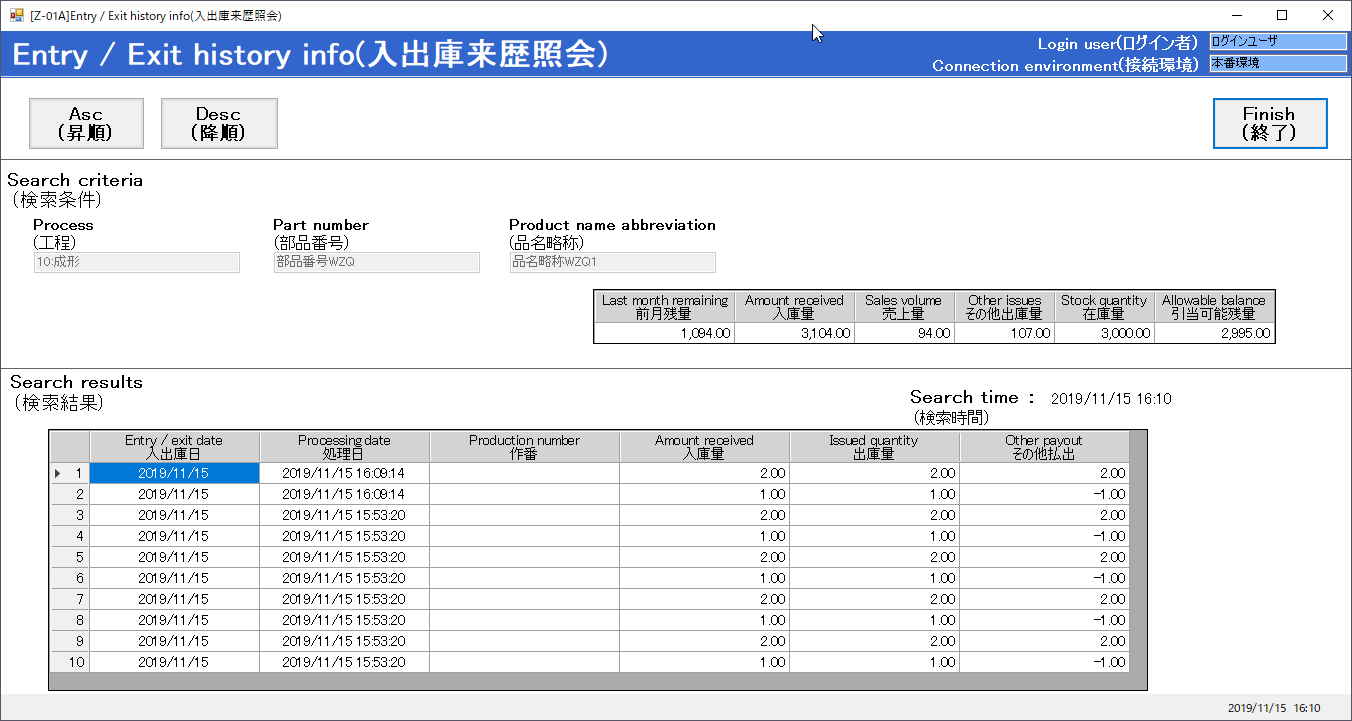 [Z-01A]Entry / Exit history info(入出庫来歴照会)
Entry / Exit history info(入出庫来歴照会)
Login user(ログイン者) ログインユーザ
Connection environment(接続環境) 本番環境
Asc
(昇順)
Desc
(降順)
Finish
(終了)
Search criteria
(検索条件)
Process
(工程)
10:成形
Part number
(部品番号)
部品番号WZQ
Product name abbreviation
(品名略称)
品名略称WZQ1
Last month remaining Amount received Sales volume Other issues Stock quantity Allowable balance
前月残量 入庫量 売上量 その他出庫量 在庫量 引当可能残量
1,094.00 3,104.00 94.00 107.00 3,000.00 2,995.00
Search results
(検索結果)
Search time : 2019/11/15 16:10
(検索時間)
Entry / exit date Processing date Production number Amount received Issued quantity Other payout
入出庫日 処理日 作番 入庫量 出庫量 その他払出
1 2019/11/15 2019/11/15 16:09:14 2.00 2.00 2.00
2 2019/11/15 2019/11/15 16:09:14 1.00 1.00 -1.00
3 2019/11/15 2019/11/15 15:53:20 2.00 2.00 2.00
4 2019/11/15 2019/11/15 15:53:20 1.00 1.00 -1.00
5 2019/11/15 2019/11/15 15:53:20 2.00 2.00 2.00
6 2019/11/15 2019/11/15 15:53:20 1.00 1.00 -1.00
7 2019/11/15 2019/11/15 15:53:20 2.00 2.00 2.00
8 2019/11/15 2019/11/15 15:53:20 1.00 1.00 -1.00
9 2019/11/15 2019/11/15 15:53:20 2.00 2.00 2.00
10 2019/11/15 2019/11/15 15:53:20 1.00 1.00 -1.00
2019/11/15 16:10